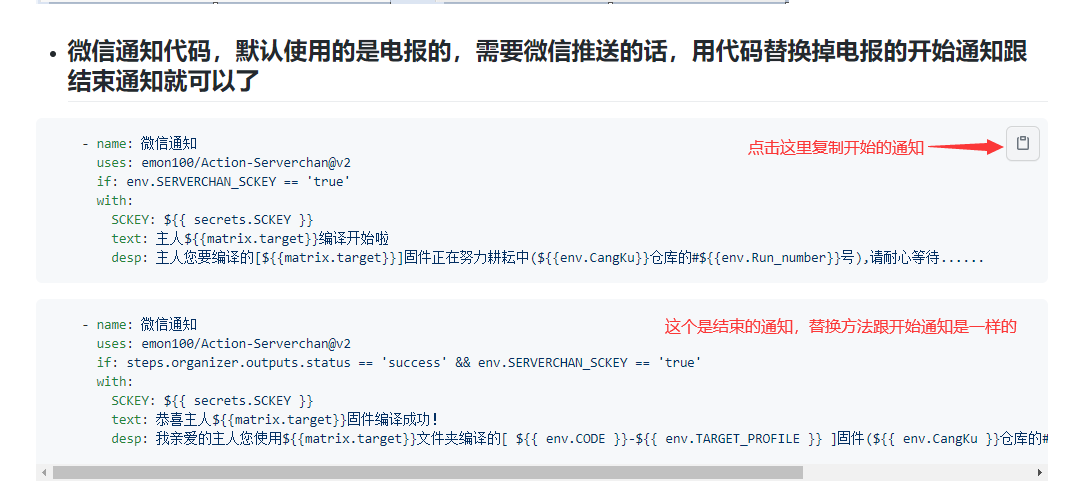 微信通知代码，默认使用的是电报的，需要微信推送的话，用代码替换掉电报的开始通知跟
结束通知就可以了
- name: 微信通知
uses: emon100/Action-Serverchan@v2
if: env.SERVERCHAN_SCKEY == 'true'
with:
SCKEY: ${{ secrets.SCKEY }}
text: 主人${{matrix.target}}编译开始啦
desp: 主人您要编译的[${{matrix.target}}]固件正在努力耕耘中(${{env.CangKu}}仓库的#${{env.Run_number}}号),请耐心等待......
点击这里复制开始的通知
- name: 微信通知
uses: emon100/Action-Serverchan@v2
if: steps.organizer.outputs.status == 'success' && env.SERVERCHAN_SCKEY == 'true'
with:
SCKEY: ${{ secrets.SCKEY }}
text: 恭喜主人${{matrix.target}}固件编译成功！
desp: 我亲爱的主人您使用${{matrix.target}}文件夹编译的[ ${{ env.CODE }}-${{ env.TARGET_PROFILE }} ]固件(${{ env.CangKu }}仓库的#
这个是结束的通知，替换方法跟开始通知是一样的